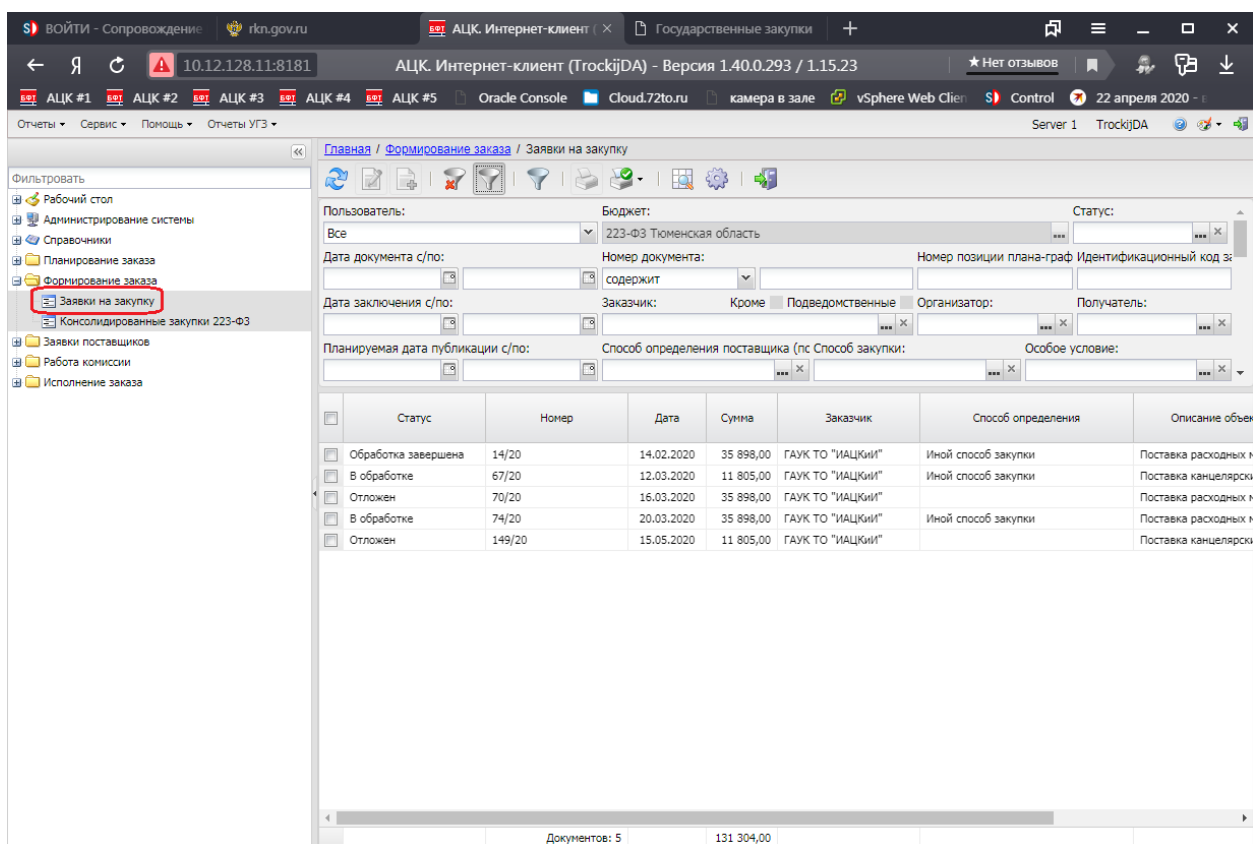 ВОЙТИ - Сопровождение rkn.gov.ru БФТ АЦК. Интернет-клиент ( Государственные закупки
Я 10.12.128.11:8181 АЦК. Интернет-клиент (TrockijDA) - Версия 1.40.0.293 / 1.15.23 ★ Нет отзывов
БФТ АЦК #1 БФТ АЦК #2 БФТ АЦК #3 БФТ АЦК #4 БФТ АЦК #5 Oracle Console Cloud.72to.ru камера в зале vSphere Web Clien Control 22 апреля 2020 -
Отчеты Сервис Помощь Отчеты УГЗ Server 1 TrockijDA
Главная / Формирование заказа / Заявки на закупку
Фильтровать
Рабочий стол
Администрирование системы
Справочники
Планирование заказа
Формирование заказа
Заявки на закупку
Консолидированные закупки 223-ФЗ
Заявки поставщиков
Работа комиссии
Исполнение заказа
Пользователь: Бюджет: Статус:
Все 223-ФЗ Тюменская область
Дата документа с/по: Номер документа: Номер позиции плана-граф Идентификационный код за
содержит
Дата заключения с/по: Заказчик: Кроме Подведомственные Организатор: Получатель:
Планируемая дата публикации с/по: Способ определения поставщика (пс Способ закупки: Особое условие:
Статус Номер Дата Сумма Заказчик Способ определения Описание объек
Обработка завершена 14/20 14.02.2020 35 898,00 ГАУК ТО "ИАЦКиИ" Иной способ закупки Поставка расходных м
В обработке 67/20 12.03.2020 11 805,00 ГАУК ТО "ИАЦКиИ" Иной способ закупки Поставка канцелярски
Отложен 70/20 16.03.2020 35 898,00 ГАУК ТО "ИАЦКиИ" Поставка расходных м
В обработке 74/20 20.03.2020 35 898,00 ГАУК ТО "ИАЦКиИ" Иной способ закупки Поставка расходных м
Отложен 149/20 15.05.2020 11 805,00 ГАУК ТО "ИАЦКиИ" Поставка канцелярски
Документов: 5 131 304,00